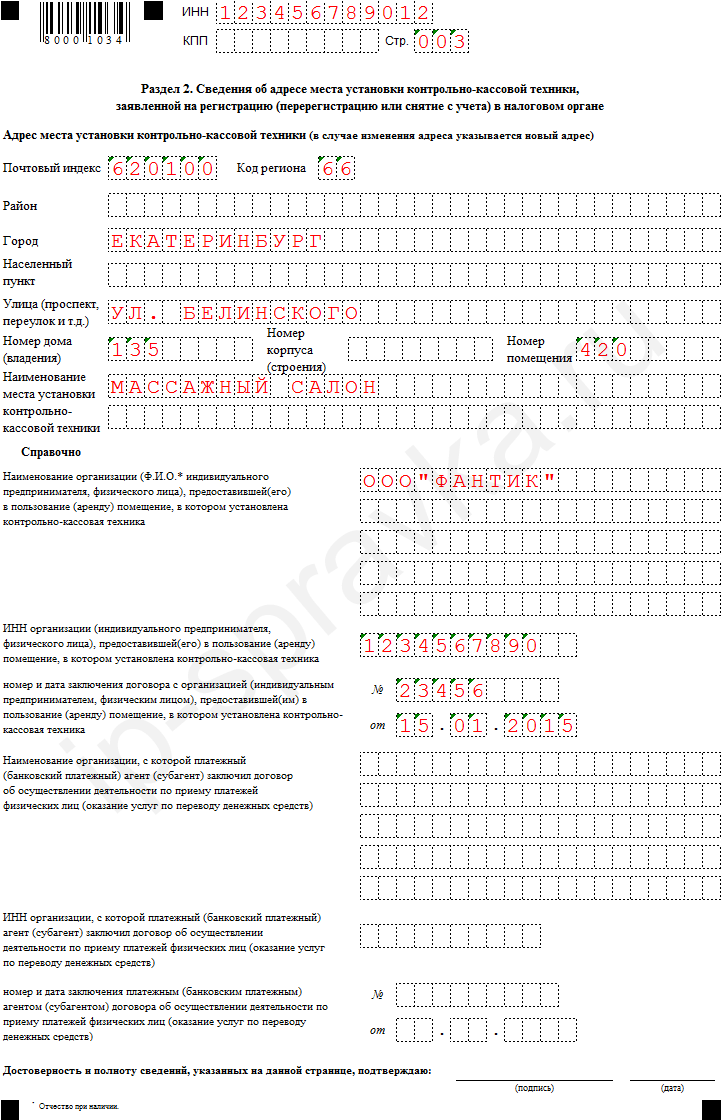 ИНН 123456789012
8000 1034
КПП Стр. 003
Раздел 2. Сведения об адресе места установки контрольно-кассовой техники,
заявленной на регистрацию (перерегистрацию или снятие с учета) в налоговом органе
Адрес места установки контрольно-кассовой техники (в случае изменения адреса указывается новый адрес)
Почтовый индекс 620100 Код региона 66
Район
Город ЕКАТЕРИНБУРГ
Населенный
пункт
Улица (проспект,
переулок и т.д.) УЛ. БЕЛИНСКОГО
Номер дома
(владения) 135
Номер
корпуса
(строения)
Номер
помещения 420
Наименование
места установки
контрольно-
кассовой техники
МАССАЖНЫЙ САЛОН
Справочно
Наименование организации (Ф.И.О.* индивидуального
предпринимателя, физического лица), предоставившей(его)
в пользование (аренду) помещение, в котором установлена
контрольно-кассовая техника
ООО"ФАНТИК"
ИНН организации (индивидуального предпринимателя,
физического лица), предоставившей(его) в пользование (аренду)
помещение, в котором установлена контрольно-кассовая техника
1234567890
номер и дата заключения договора с организацией (индивидуальным
предпринимателем, физическим лицом), предоставившей(им) в
пользование (аренду) помещение, в котором установлена контрольно-
кассовая техника
№ 23456
от 15.01.2015
Наименование организации, с которой платежный
(банковский платежный) агент (субагент) заключил договор
об осуществлении деятельности по приему платежей
физических лиц (оказание услуг по переводу денежных средств)
ИНН организации, с которой платежный (банковский платежный)
агент (субагент) заключил договор об осуществлении
деятельности по приему платежей физических лиц (оказание услуг
по переводу денежных средств)
номер и дата заключения платежным (банковским платежным)
агентом (субагентом) договора об осуществлении деятельности по
приему платежей физических лиц (оказание услуг по переводу
денежных средств)
№
от . .
Достоверность и полноту сведений, указанных на данной странице, подтверждаю:
(подпись) (дата)
* Отчество при наличии.
ip-spravka.ru